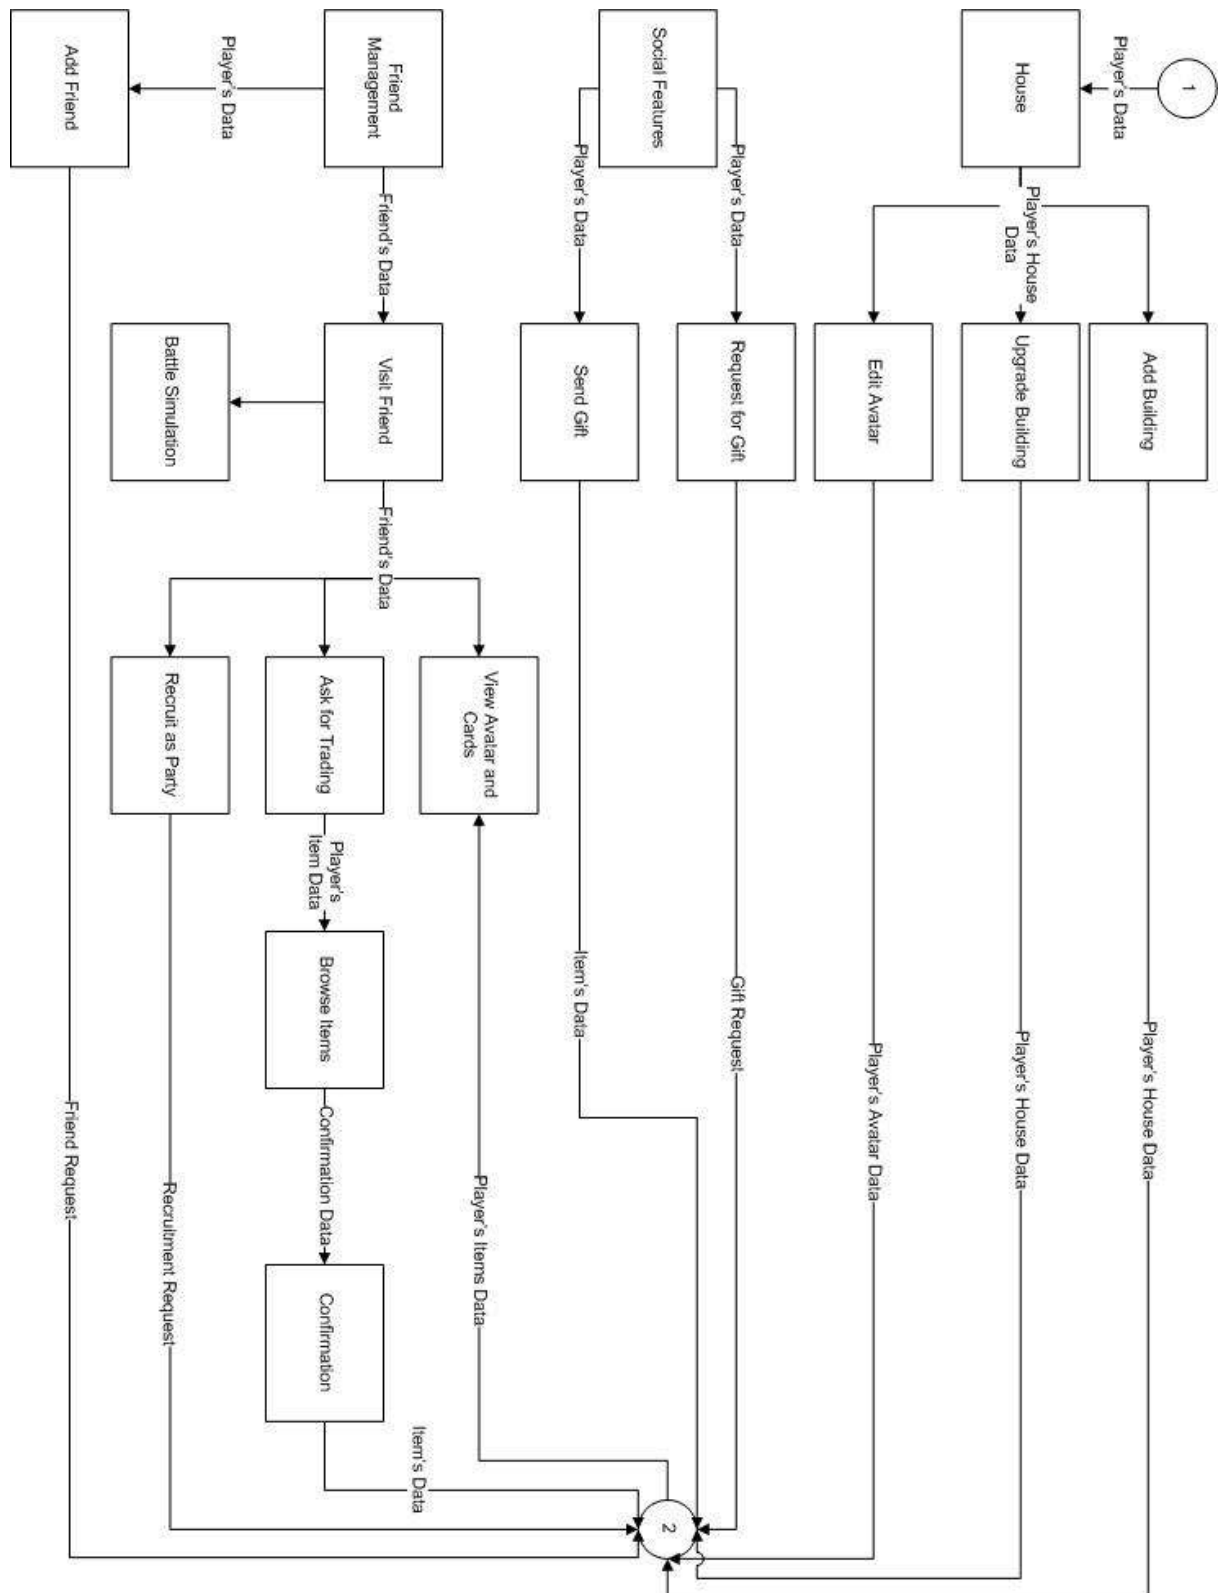 1
Player's Data
House
Player's House
Data
Add Building
Upgrade Building
Edit Avatar
Player's House Data
Player's House Data
Player's Avatar Data
Social Features
Player's Data
Player's Data
Request for Gift
Send Gift
Gift Request
Item's Data
Friend
Management
Player's Data
Add Friend
Friend's Data
Visit Friend
Battle Simulation
Friend's Data
View Avatar and
Cards
Ask for Trading
Recruit as Party
Player's
Item Data
Browse Items
Confirmation Data
Confirmation
Item's Data
Player's Items Data
Recruitment Request
Friend Request
2